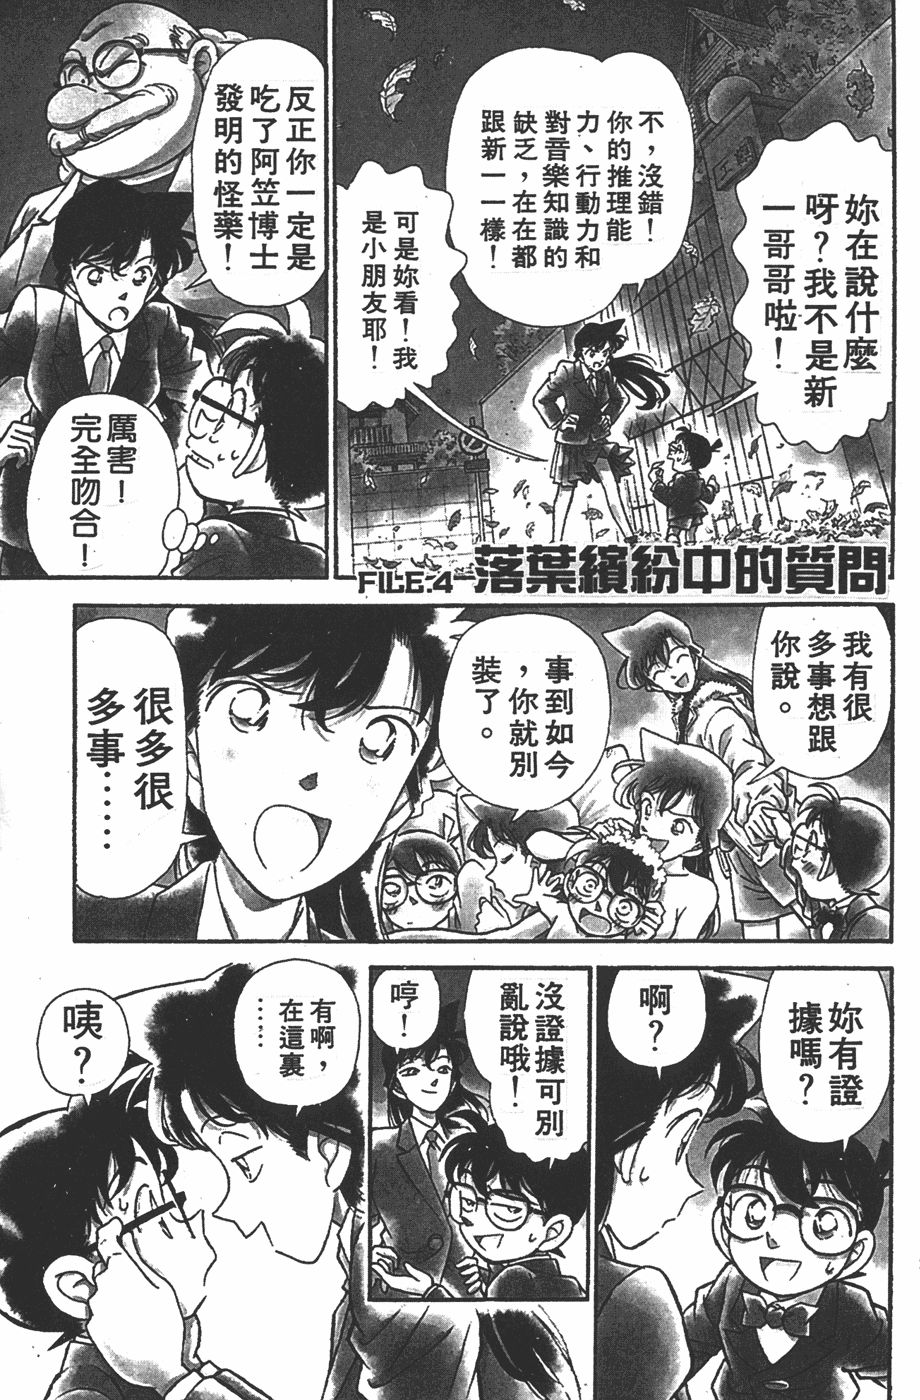 妳在說什麼
呀？我不是新
一哥哥啦！
不，沒錯！
你的推理能
力、行動力和
對音樂知識的
缺乏，在在都
跟新一一樣！
可是妳看！我
是小朋友耶！
FILE.4
落葉繽紛中的質問
反正你一定是
吃了阿笠博士
發明的怪藥！
厲害！
完全吻合！
我有很
多事想跟
你說。
事到如今
，你就別
裝了。
很多很
多事……
妳有證
據嗎？
啊？
沒證據可別
亂說哦！
哼！
有啊，
在這裏
……
咦？